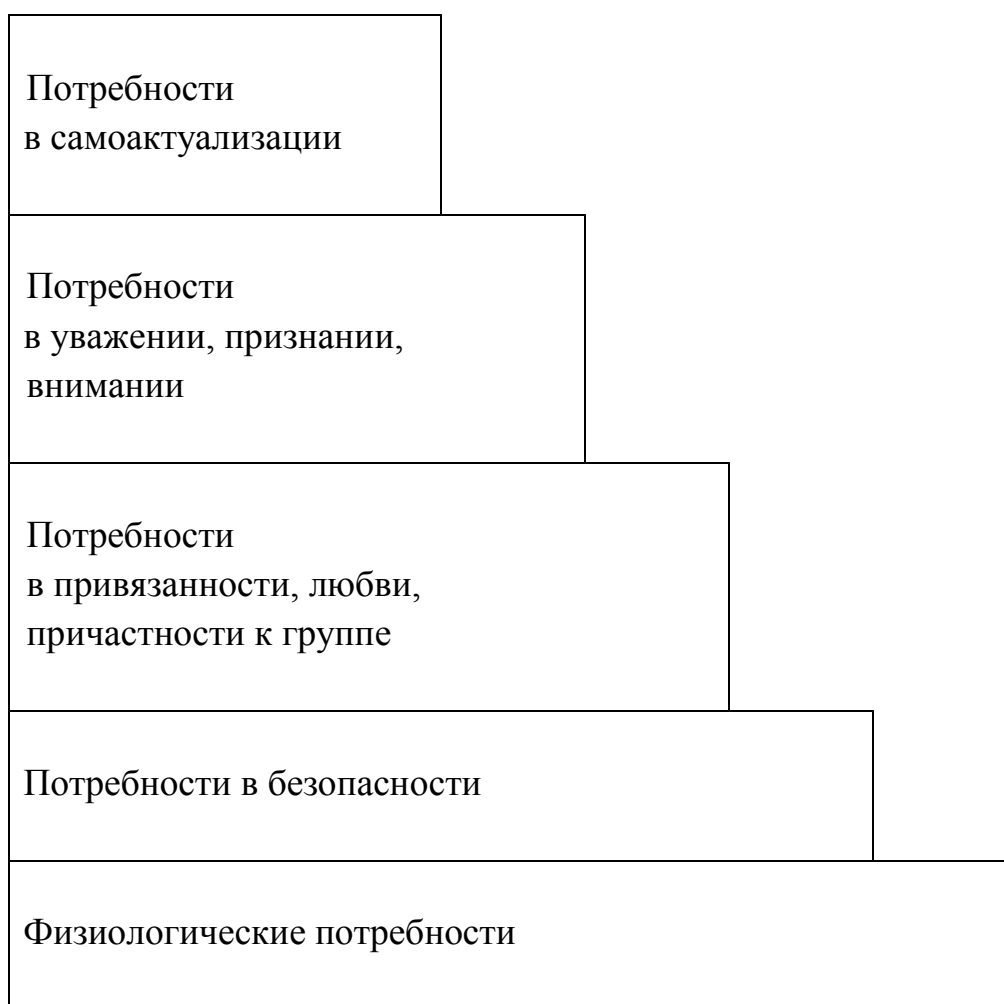 Потребности
в самоактуализации
Потребности
в уважении, признании,
внимании
Потребности
в привязанности, любви,
причастности к группе
Потребности в безопасности
Физиологические потребности